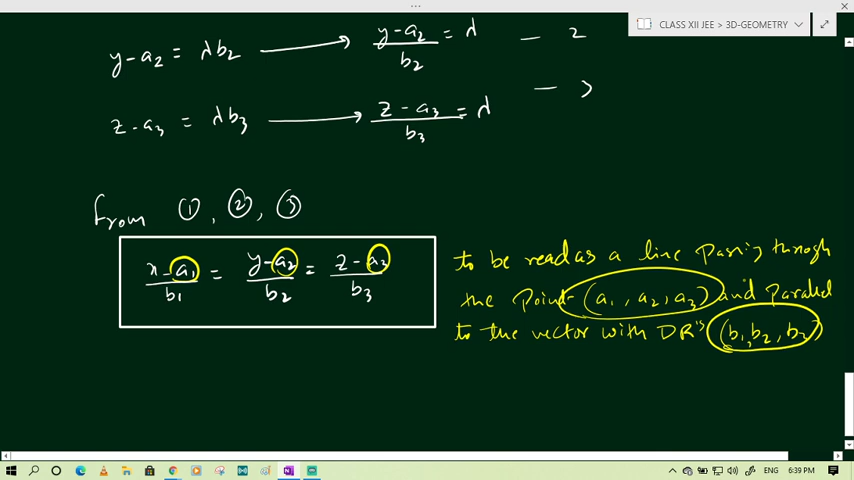 CLASS XII JEE > 3D-GEOMETRY
y-a₂ = λb₂ ⟶ y-a₂/b₂ = λ — 2
z-a₃ = λb₃ ⟶ z-a₃/b₃ = λ — 3
From ①, ②, ③
x-a₁/b₁ = y-a₂/b₂ = z-a₃/b₃
to be read as a line passing through
the point (a₁, a₂, a₃) and parallel
to the vector with DR's (b₁, b₂, b₃)
ENG 6:39 PM